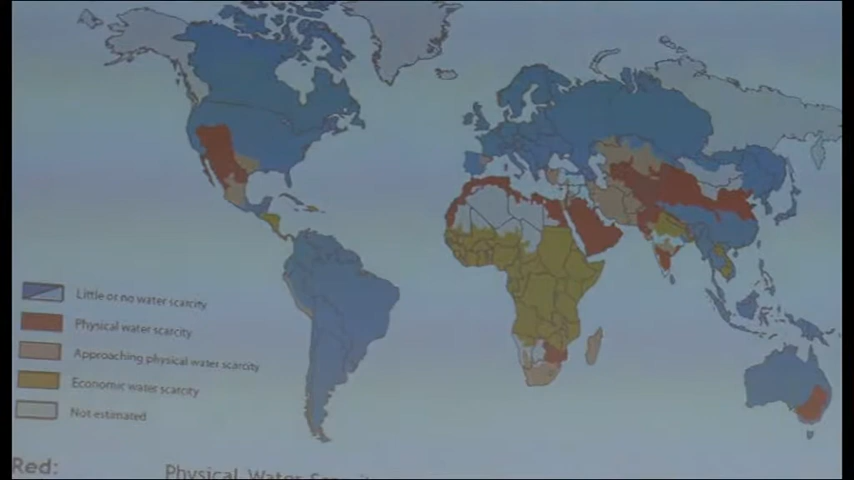 Little or no water scarcity
Physical water scarcity
Approaching physical water scarcity
Economic water scarcity
Not estimated
Red:
Physical Water Scarcity